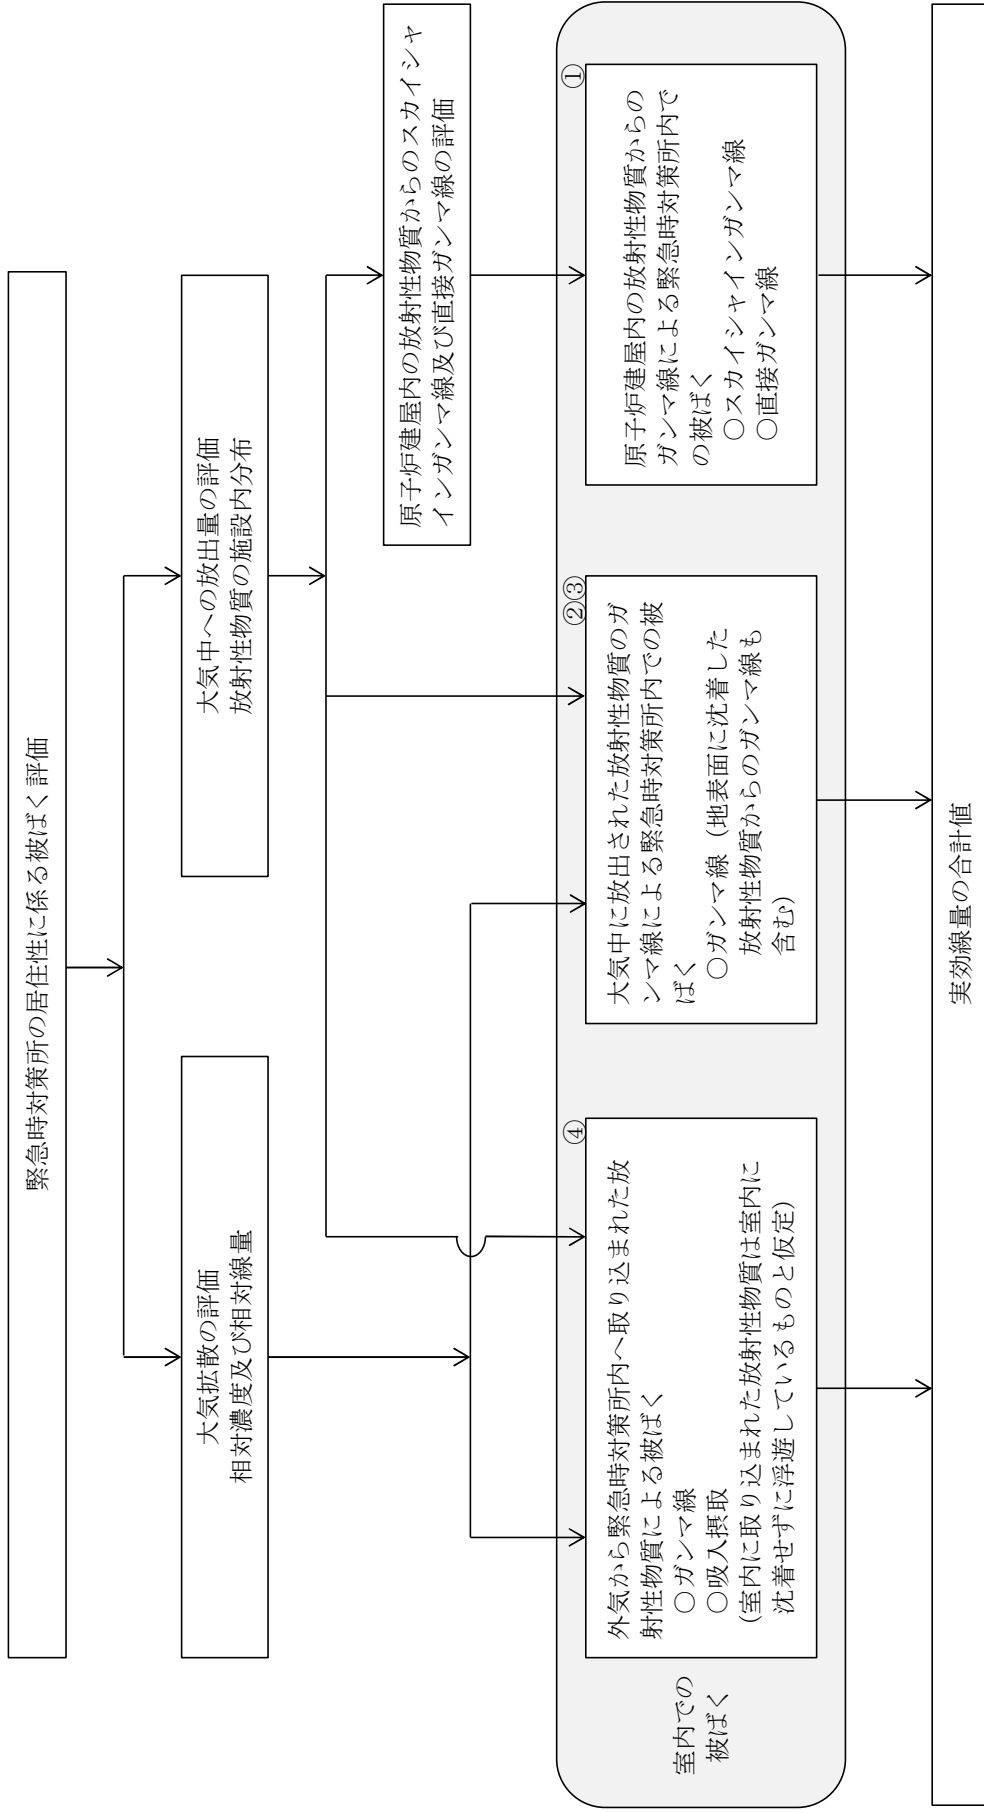 緊急時対策所の居住性に係る被ばく評価
大気拡散の評価
相対濃度及び相対線量
大気中への放出量の評価
放射性物質の施設内分布
原子炉建屋内の放射性物質からのスカイシャ
インガンマ線及び直接ガンマ線の評価
室内での
被ばく
④
外気から緊急時対策所内へ取り込まれた放
射性物質による被ばく
○ガンマ線
○吸入摂取
(室内に取り込まれた放射性物質は室内に
沈着せずに浮遊しているものと仮定)
②③
大気中に放出された放射性物質のガ
ンマ線による緊急時対策所内での被
ばく
○ガンマ線（地表面に沈着した
放射性物質からのガンマ線も
含む）
①
原子炉建屋内の放射性物質からの
ガンマ線による緊急時対策所内で
の被ばく
○スカイシャインガンマ線
○直接ガンマ線
実効線量の合計値